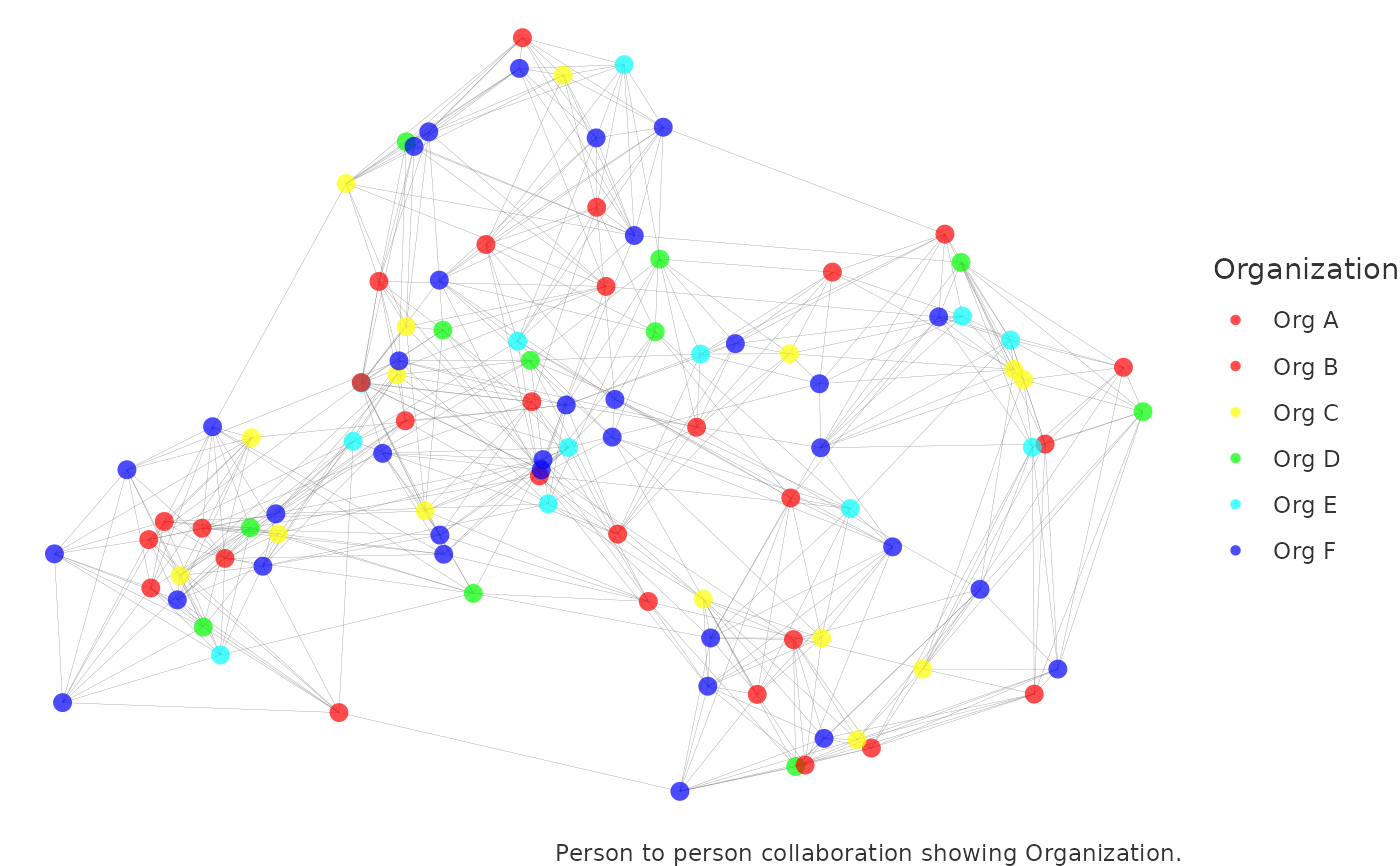 Organization
Org A
Org B
Org C
Org D
Org E
Org F
Person to person collaboration showing Organization.